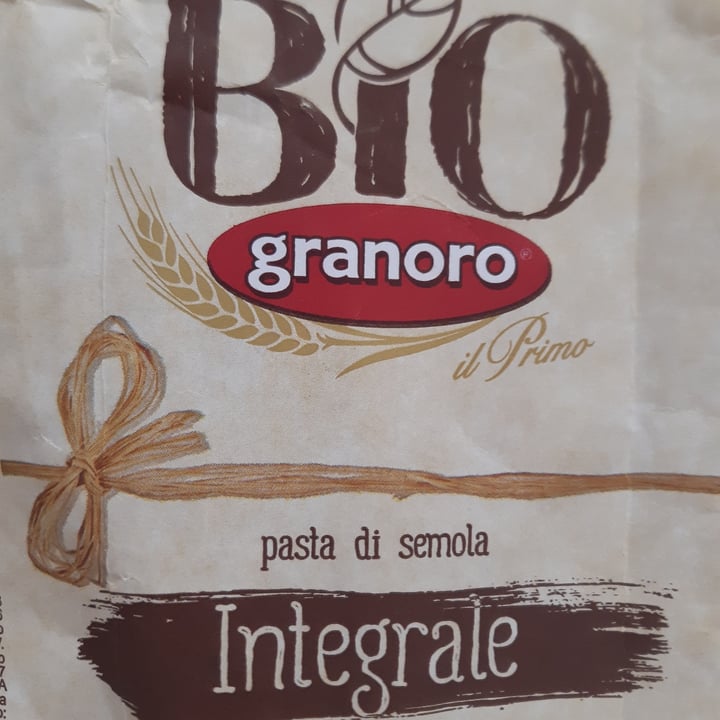 BIO
granoro®
il Primo
pasta di semola
Integrale